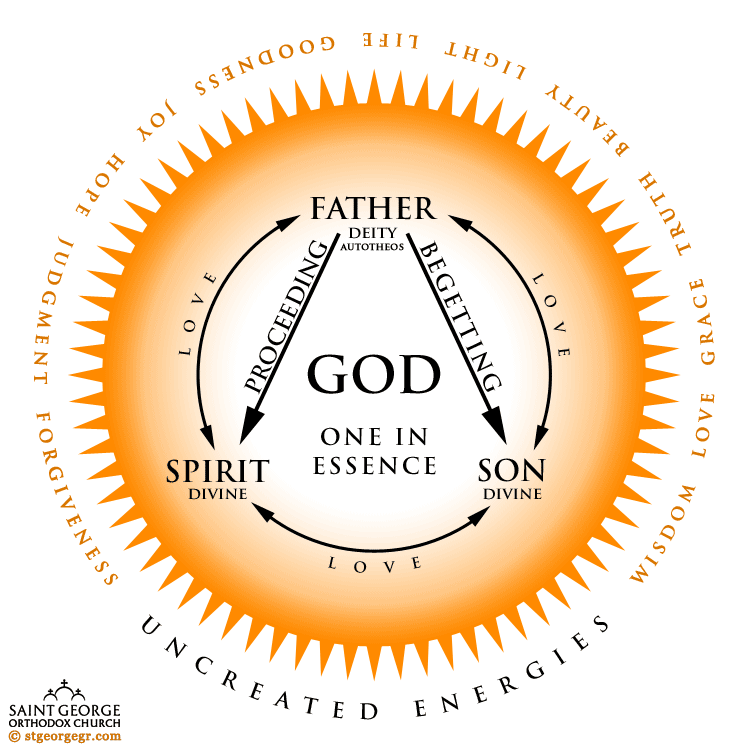 FORGIVENESS JUDGMENT HOPE JOY GOODNESS LIFE LIGHT BEAUTY TRUTH GRACE LOVE WISDOM
FATHER
DEITY
AUTOTHEOS
LOVE
PROCEEDING
BEGETTING
LOVE
GOD
ONE IN
ESSENCE
SPIRIT
DIVINE
SON
DIVINE
LOVE
UNCREATED ENERGIES
SAINT GEORGE
ORTHODOX CHURCH
© stgeorgegr.com